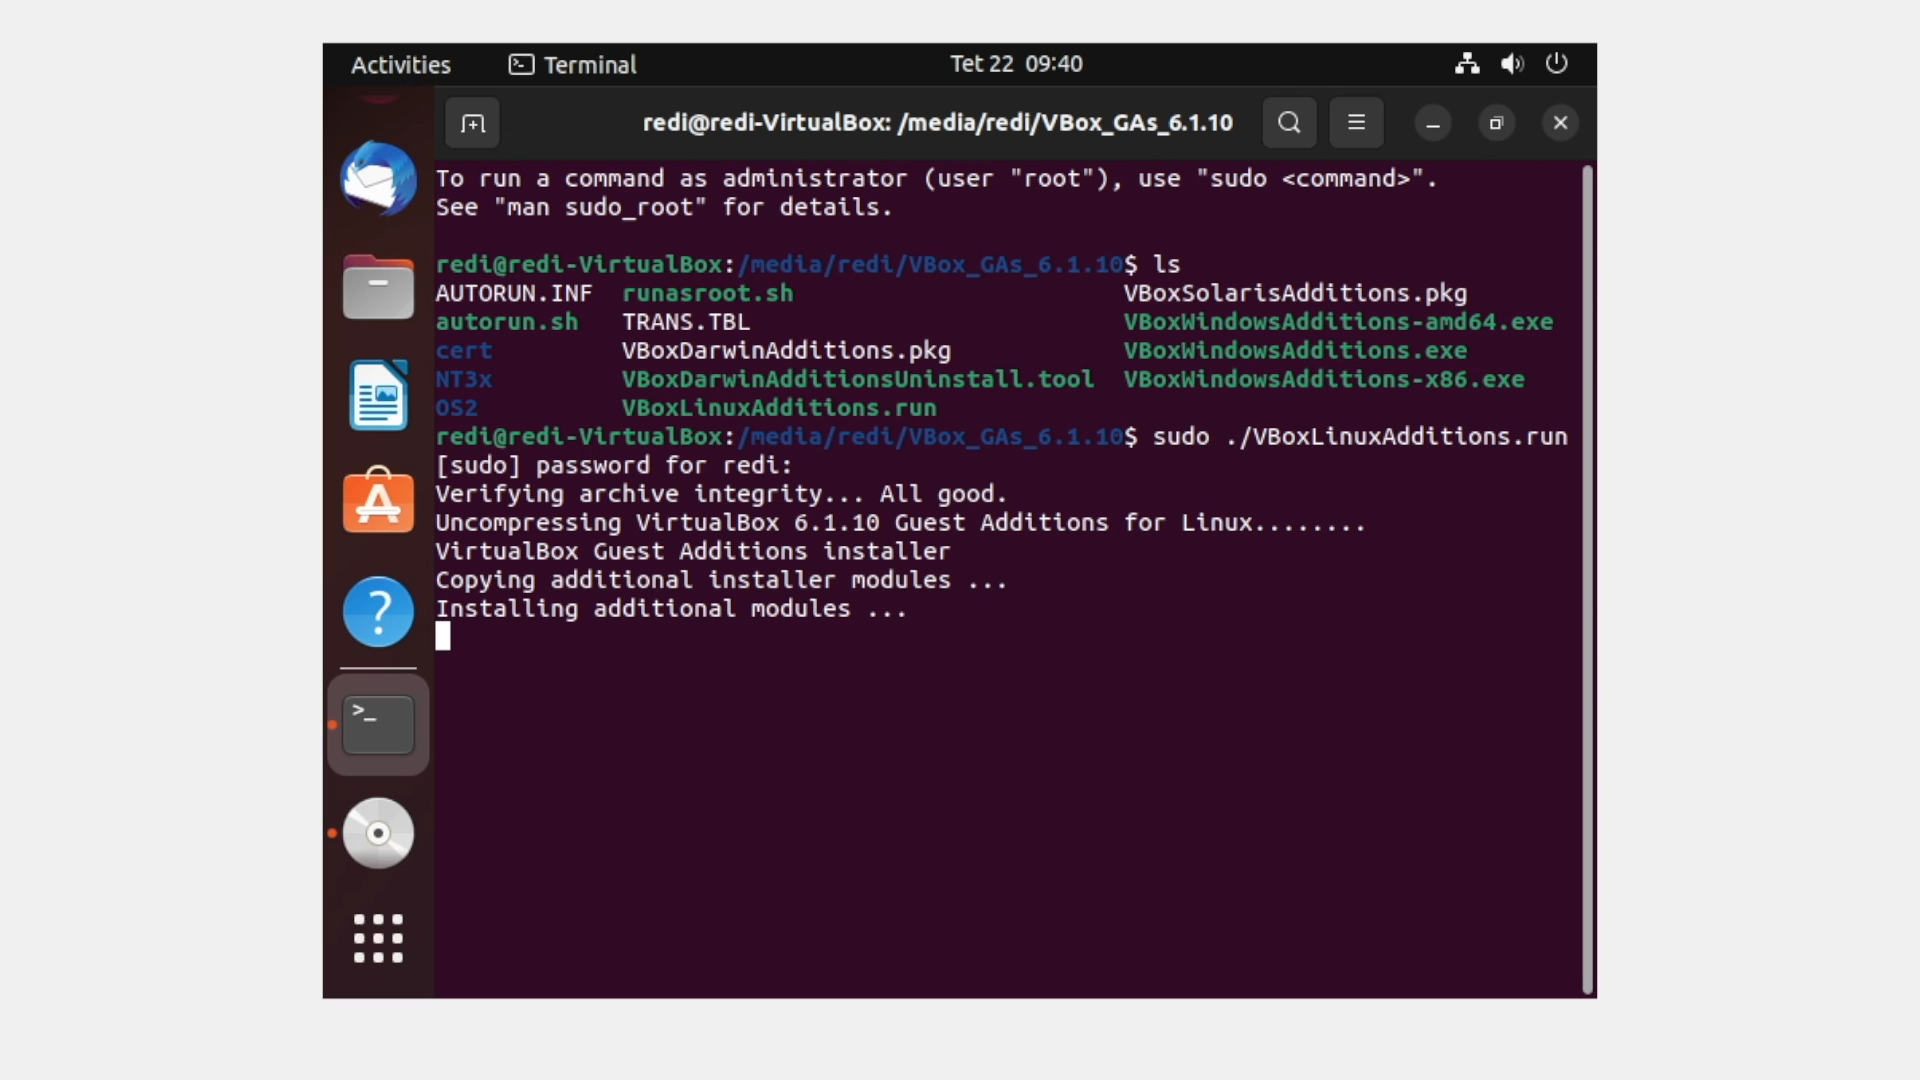 Activities Terminal Tet 22 09:40
redi@redi-VirtualBox: /media/redi/VBox_GAs_6.1.10
To run a command as administrator (user "root"), use "sudo <command>".
See "man sudo_root" for details.
redi@redi-VirtualBox:/media/redi/VBox_GAs_6.1.10$ ls
AUTORUN.INF runasroot.sh VBoxSolarisAdditions.pkg
autorun.sh TRANS.TBL VBoxWindowsAdditions-amd64.exe
cert VBoxDarwinAdditions.pkg VBoxWindowsAdditions.exe
NT3x VBoxDarwinAdditionsUninstall.tool VBoxWindowsAdditions-x86.exe
OS2 VBoxLinuxAdditions.run
redi@redi-VirtualBox:/media/redi/VBox_GAs_6.1.10$ sudo ./VBoxLinuxAdditions.run
[sudo] password for redi:
Verifying archive integrity... All good.
Uncompressing VirtualBox 6.1.10 Guest Additions for Linux........
VirtualBox Guest Additions installer
Copying additional installer modules ...
Installing additional modules ...